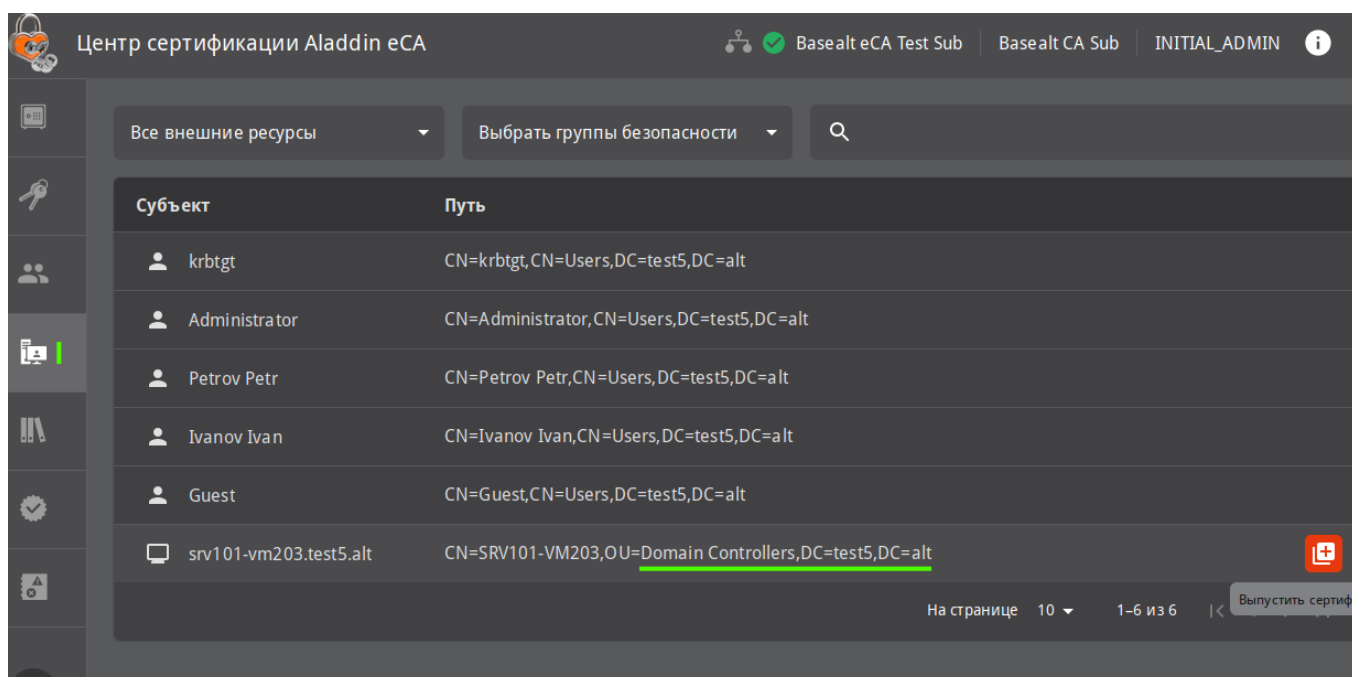 Центр сертификации Aladdin eCA
Basealt eCA Test Sub
Basealt CA Sub
INITIAL_ADMIN
Все внешние ресурсы
Выбрать группы безопасности
Субъект Путь
krbtgt CN=krbtgt,CN=Users,DC=test5,DC=alt
Administrator CN=Administrator,CN=Users,DC=test5,DC=alt
Petrov Petr CN=Petrov Petr,CN=Users,DC=test5,DC=alt
Ivanov Ivan CN=Ivanov Ivan,CN=Users,DC=test5,DC=alt
Guest CN=Guest,CN=Users,DC=test5,DC=alt
srv101-vm203.test5.alt CN=SRV101-VM203,OU=Domain Controllers,DC=test5,DC=alt
На странице 10 1–6 из 6
Выпустить сертиф